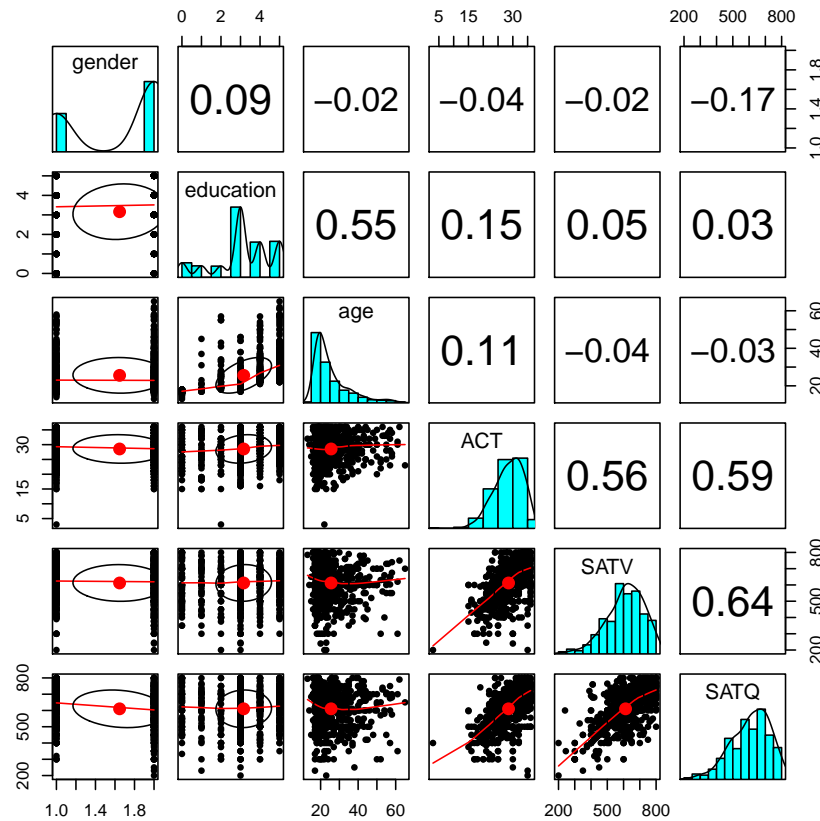 0 2 4 5 15 30 200 500 800
gender 0.09 −0.02 −0.04 −0.02 −0.17 1.0 1.4 1.8
0 2 4 education 0.55 0.15 0.05 0.03
age 0.11 −0.04 −0.03 20 40 60
5 15 30 ACT 0.56 0.59
SATV 0.64 200 500 800
200 500 800 SATQ
1.0 1.4 1.8 20 40 60 200 500 800